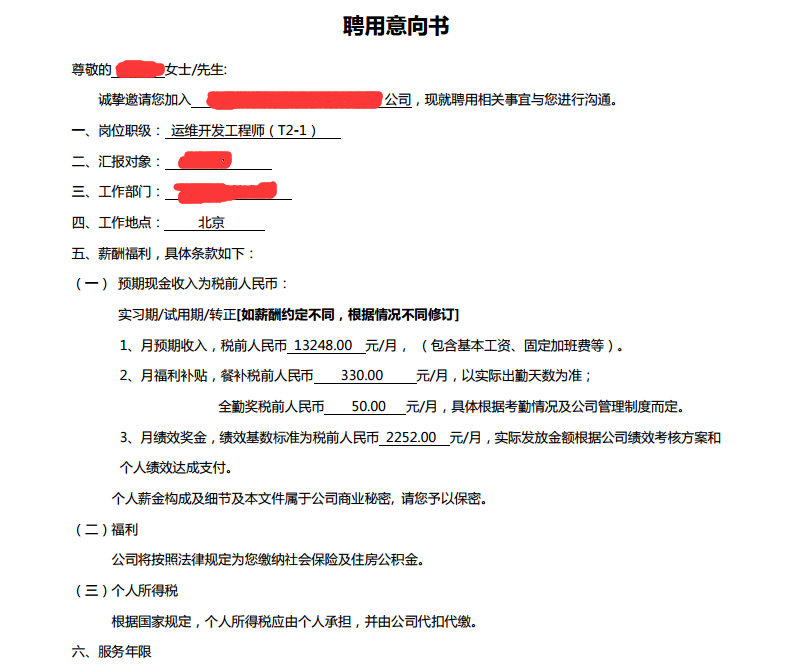 聘用意向书
尊敬的 女士/先生:
诚挚邀请您加入 公司，现就聘用相关事宜与您进行沟通。
一、岗位职级：运维开发工程师（T2-1）
二、汇报对象：
三、工作部门：
四、工作地点：北京
五、薪酬福利，具体条款如下：
（一） 预期现金收入为税前人民币：
实习期/试用期/转正[如薪酬约定不同，根据情况不同修订]
1、月预期收入，税前人民币 13248.00 元/月，（包含基本工资、固定加班费等）。
2、月福利补贴，餐补税前人民币 330.00 元/月，以实际出勤天数为准；
全勤奖税前人民币 50.00 元/月，具体根据考勤情况及公司管理制度而定。
3、月绩效奖金，绩效基数标准为税前人民币 2252.00 元/月，实际发放金额根据公司绩效考核方案和
个人绩效达成支付。
个人薪金构成及细节及本文件属于公司商业秘密, 请您予以保密。
（二）福利
公司将按照法律规定为您缴纳社会保险及住房公积金。
（三）个人所得税
根据国家规定，个人所得税应由个人承担，并由公司代扣代缴。
六、服务年限